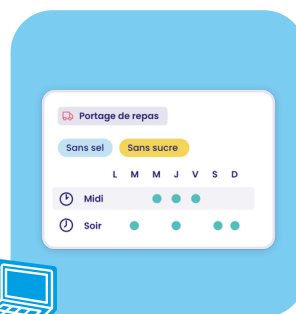 Portage de repas
Sans sel Sans sucre
L M M J V S D
Midi
Soir